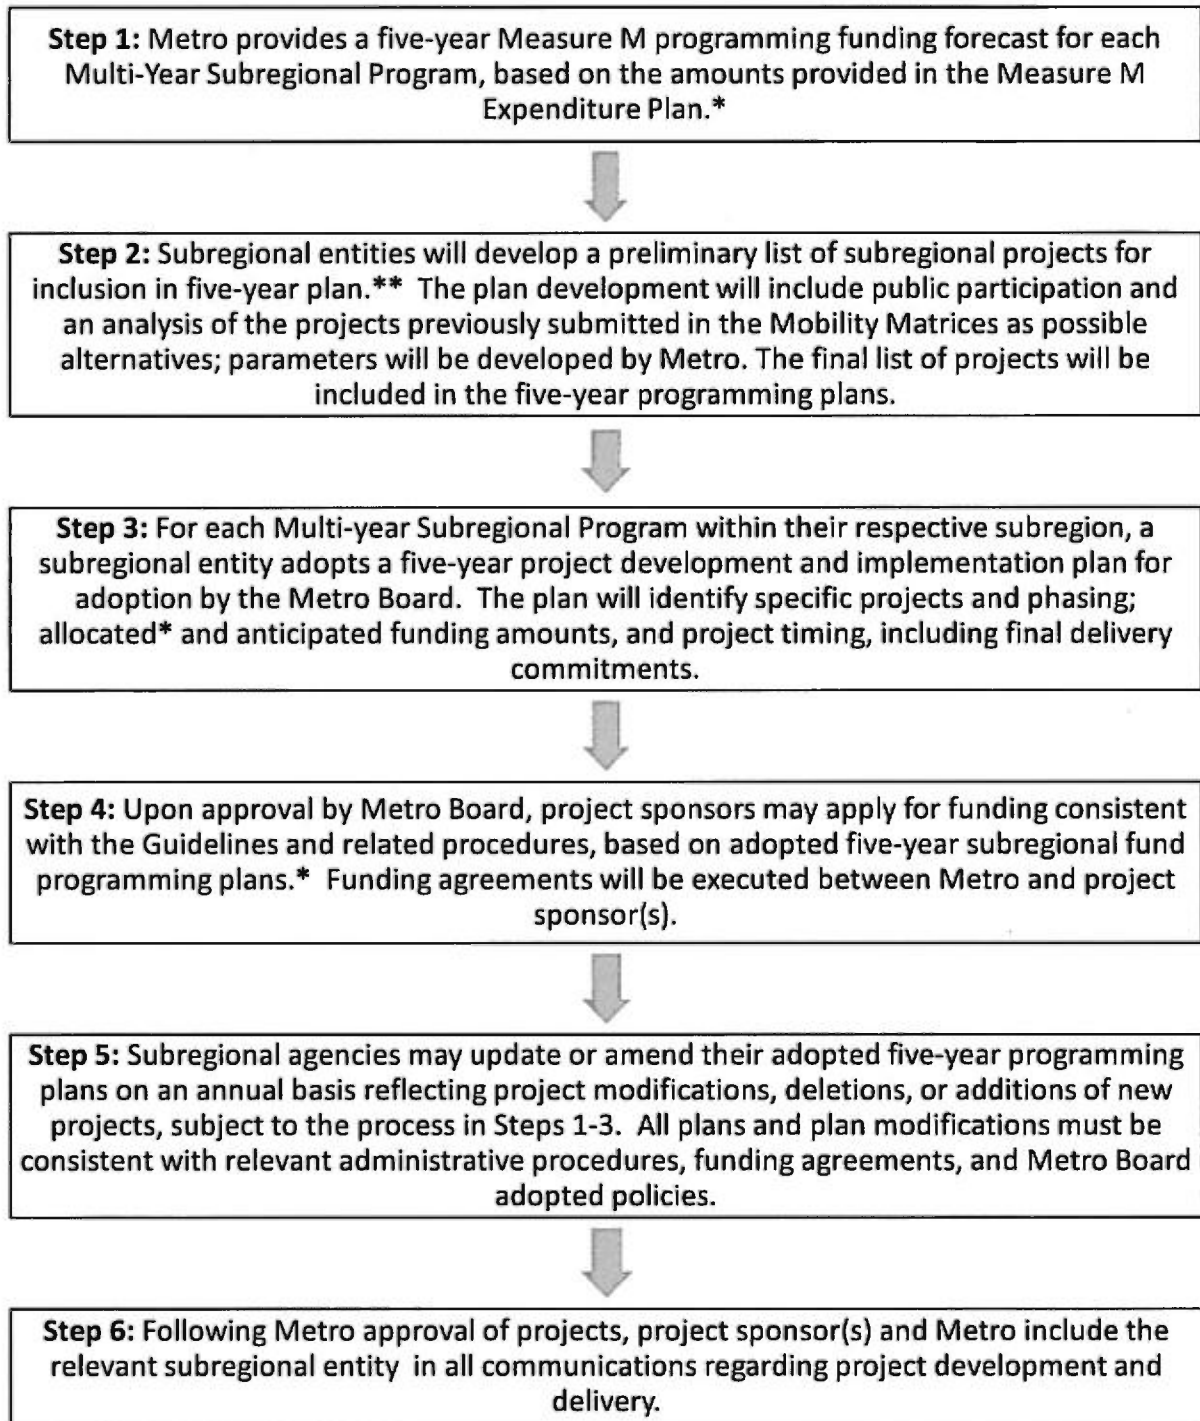 Step 1: Metro provides a five-year Measure M programming funding forecast for each
Multi-Year Subregional Program, based on the amounts provided in the Measure M
Expenditure Plan.*
Step 2: Subregional entities will develop a preliminary list of subregional projects for
inclusion in five-year plan.** The plan development will include public participation and
an analysis of the projects previously submitted in the Mobility Matrices as possible
alternatives; parameters will be developed by Metro. The final list of projects will be
included in the five-year programming plans.
Step 3: For each Multi-year Subregional Program within their respective subregion, a
subregional entity adopts a five-year project development and implementation plan for
adoption by the Metro Board. The plan will identify specific projects and phasing;
allocated* and anticipated funding amounts, and project timing, including final delivery
commitments.
Step 4: Upon approval by Metro Board, project sponsors may apply for funding consistent
with the Guidelines and related procedures, based on adopted five-year subregional fund
programming plans.* Funding agreements will be executed between Metro and project
sponsor(s).
Step 5: Subregional agencies may update or amend their adopted five-year programming
plans on an annual basis reflecting project modifications, deletions, or additions of new
projects, subject to the process in Steps 1-3. All plans and plan modifications must be
consistent with relevant administrative procedures, funding agreements, and Metro Board
adopted policies.
Step 6: Following Metro approval of projects, project sponsor(s) and Metro include the
relevant subregional entity in all communications regarding project development and
delivery.